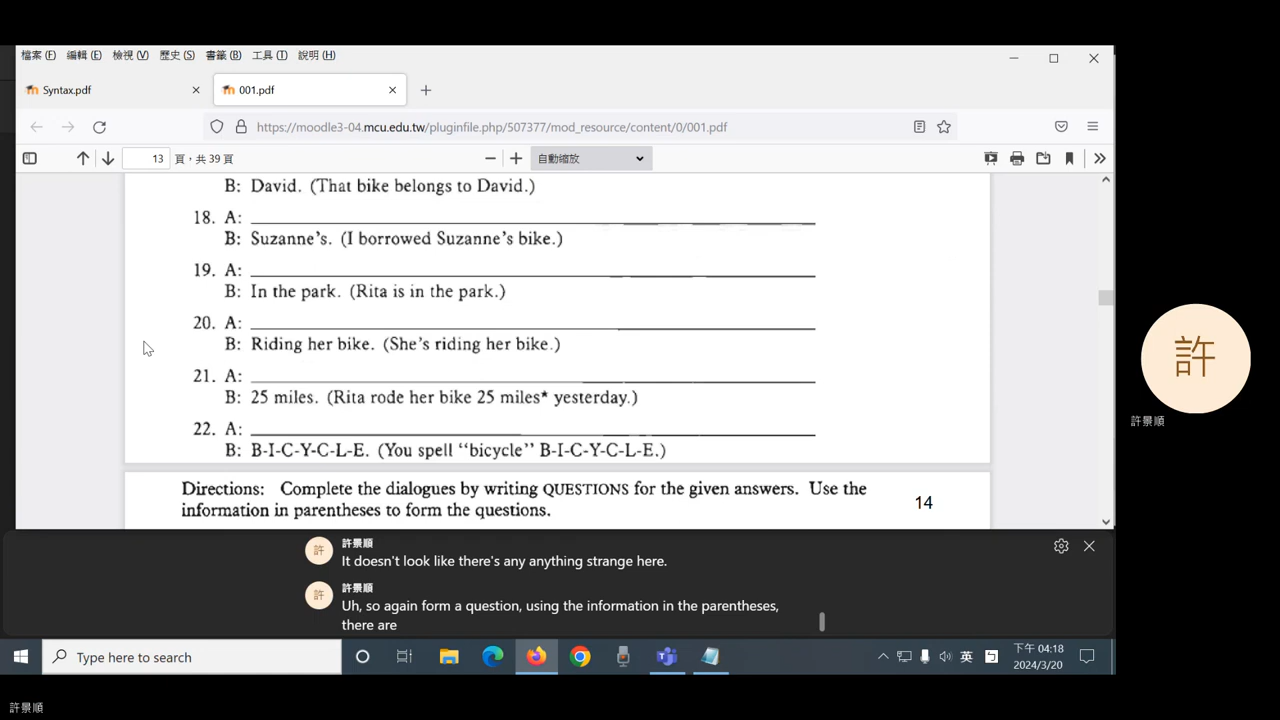 檔案 (F) 編輯 (E) 檢視 (V) 歷史 (S) 書籤 (B) 工具 (T) 說明 (H)
Syntax.pdf 001.pdf
https://moodle3-04.mcu.edu.tw/pluginfile.php/507377/mod_resource/content/0/001.pdf
13 頁，共 39 頁 自動縮放
B: David. (That bike belongs to David.)
18. A:
B: Suzanne's. (I borrowed Suzanne's bike.)
19. A:
B: In the park. (Rita is in the park.)
20. A:
B: Riding her bike. (She's riding her bike.)
21. A:
B: 25 miles. (Rita rode her bike 25 miles* yesterday.)
22. A:
B: B-I-C-Y-C-L-E. (You spell "bicycle" B-I-C-Y-C-L-E.)
Directions: Complete the dialogues by writing QUESTIONS for the given answers. Use the
information in parentheses to form the questions.
14
許
許景順
許 許景順
It doesn't look like there's any anything strange here.
許 許景順
Uh, so again form a question, using the information in the parentheses,
there are
Type here to search
英
下午 04:18
2024/3/20
許景順